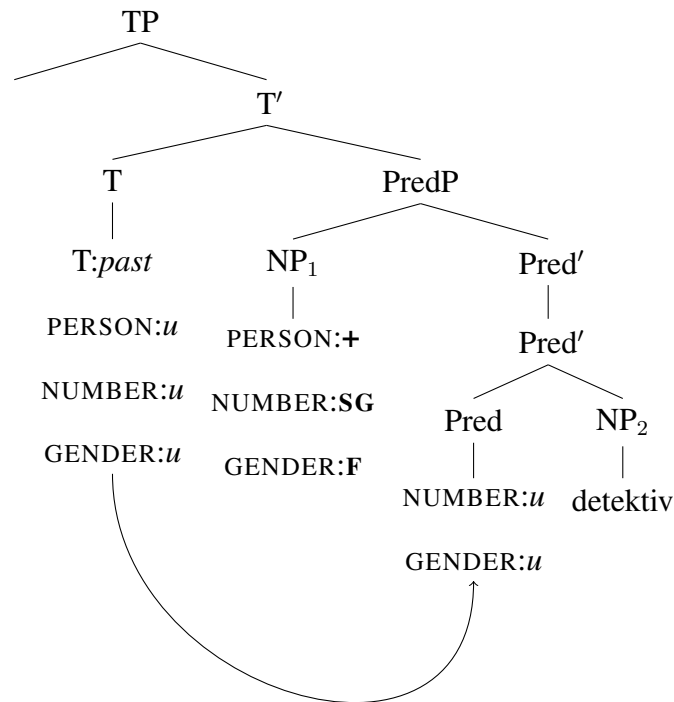 TP
T′
T PredP
T:past NP₁ Pred′
PERSON:u PERSON:+ Pred′
NUMBER:u NUMBER:SG Pred NP₂
GENDER:u GENDER:F NUMBER:u detektiv
GENDER:u